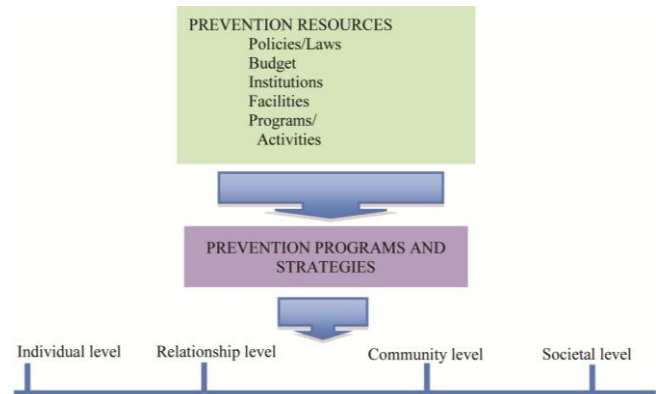 PREVENTION RESOURCES
Policies/Laws
Budget
Institutions
Facilities
Programs/
Activities
PREVENTION PROGRAMS AND
STRATEGIES
Individual level
Relationship level
Community level
Societal level